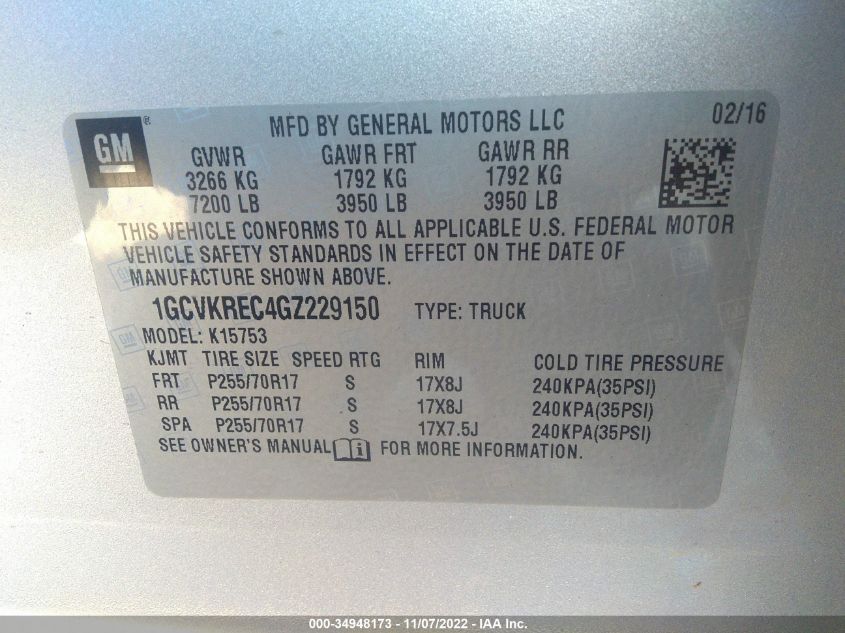 GM ® MFD BY GENERAL MOTORS LLC 02/16
GVWR GAWR FRT GAWR RR
3266 KG 1792 KG 1792 KG
7200 LB 3950 LB 3950 LB
THIS VEHICLE CONFORMS TO ALL APPLICABLE U.S. FEDERAL MOTOR
VEHICLE SAFETY STANDARDS IN EFFECT ON THE DATE OF
MANUFACTURE SHOWN ABOVE.
1GCVKREC4GZ229150 TYPE: TRUCK
MODEL: K15753
KJMT TIRE SIZE SPEED RTG RIM COLD TIRE PRESSURE
FRT P255/70R17 S 17X8J 240KPA(35PSI)
RR P255/70R17 S 17X8J 240KPA(35PSI)
SPA P255/70R17 S 17X7.5J 240KPA(35PSI)
SEE OWNER'S MANUAL i FOR MORE INFORMATION.
000-34948173 - 11/07/2022 - IAA Inc.